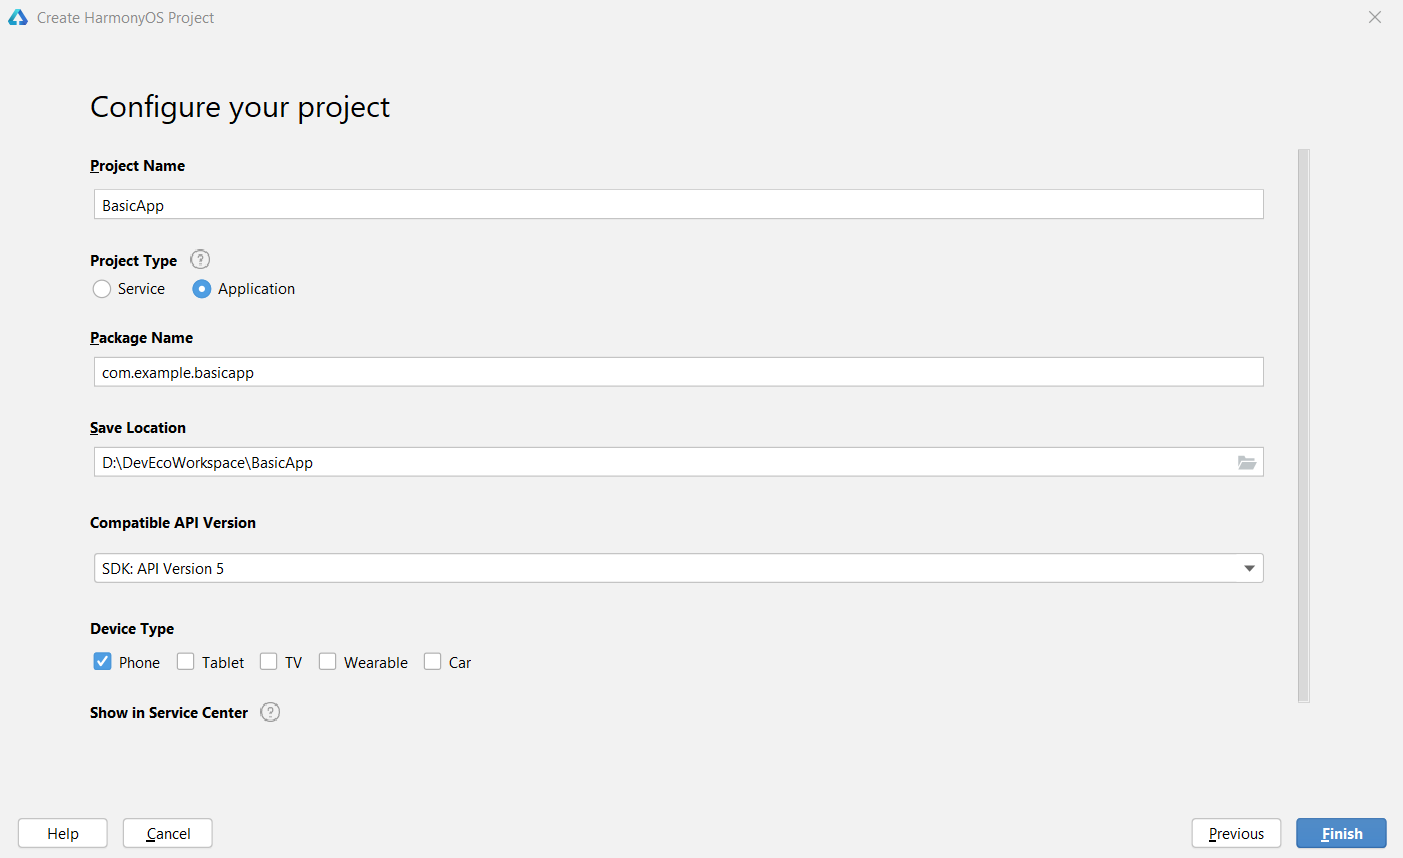 Create HarmonyOS Project
Configure your project
Project Name
BasicApp
Project Type ?
Service Application
Package Name
com.example.basicapp
Save Location
D:\DevEcoWorkspace\BasicApp
Compatible API Version
SDK: API Version 5
Device Type
Phone Tablet TV Wearable Car
Show in Service Center ?
Help Cancel Previous Finish